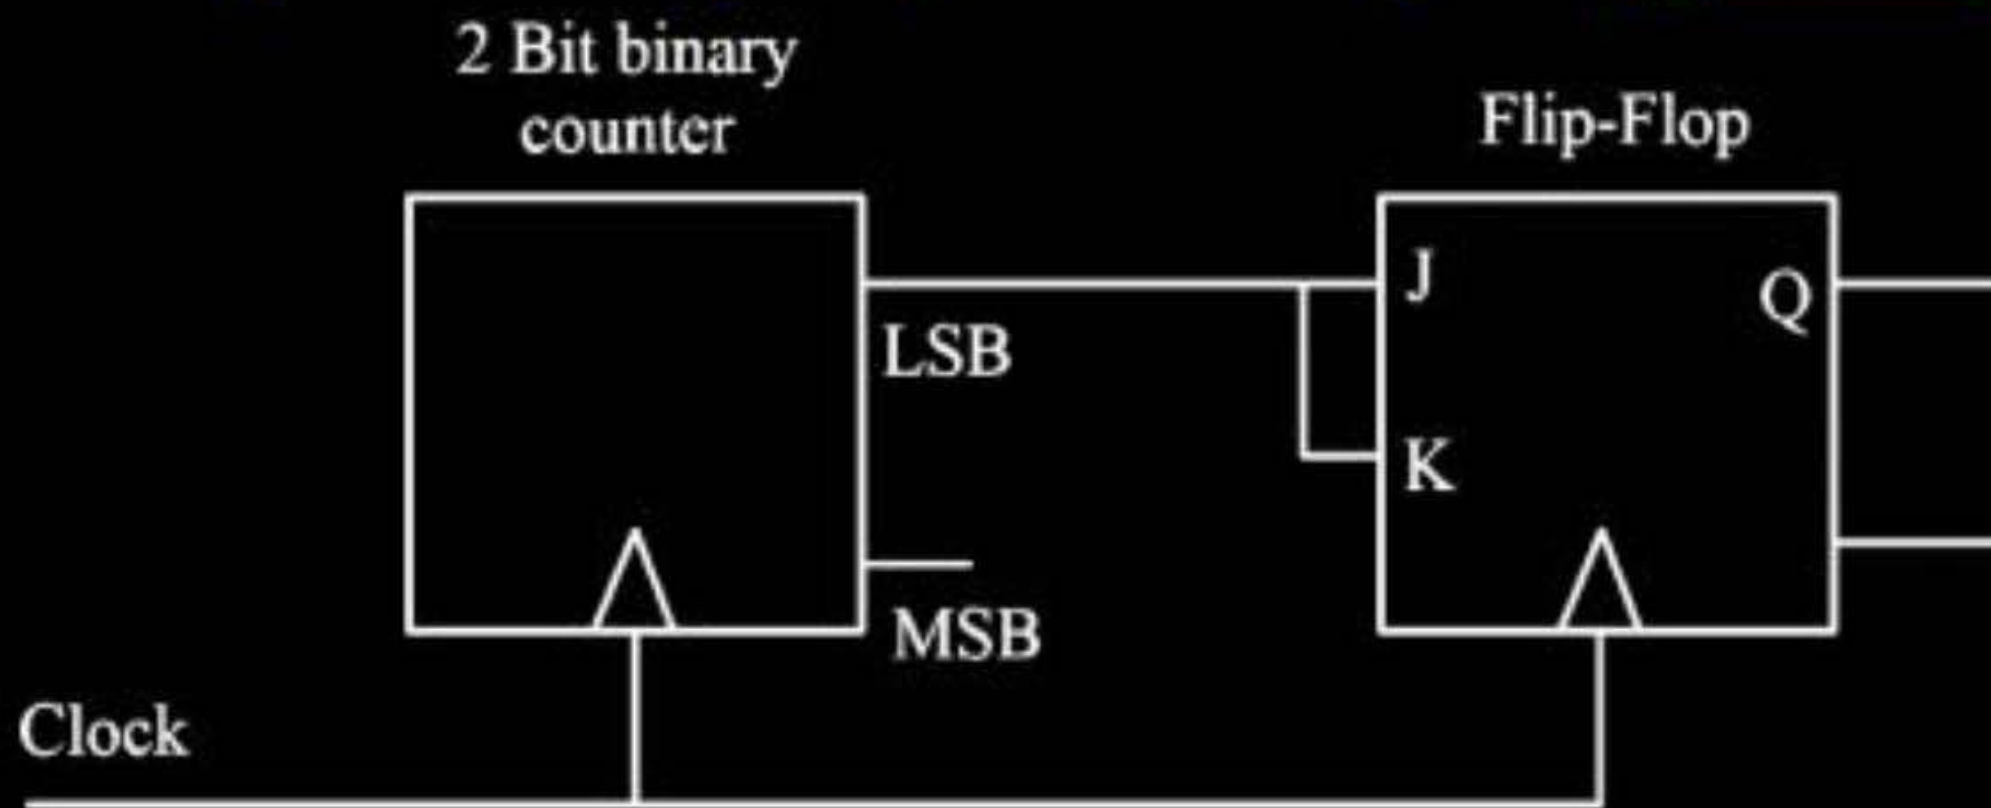 2 Bit binary
counter
Flip-Flop
J
Q
LSB
K
MSB
Clock